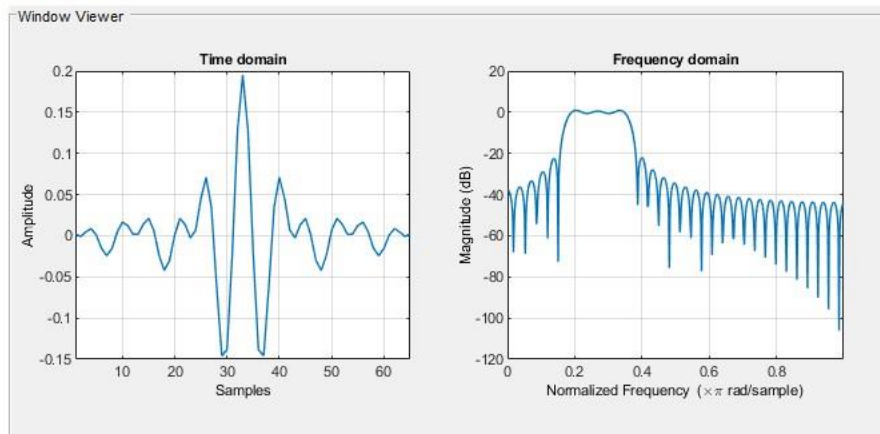 Window Viewer
Time domain
0.2
0.15
0.1
0.05
0
-0.05
-0.1
-0.15
10 20 30 40 50 60
Samples
Amplitude
Frequency domain
20
0
-20
-40
-60
-80
-100
-120
0 0.2 0.4 0.6 0.8
Normalized Frequency (×π rad/sample)
Magnitude (dB)